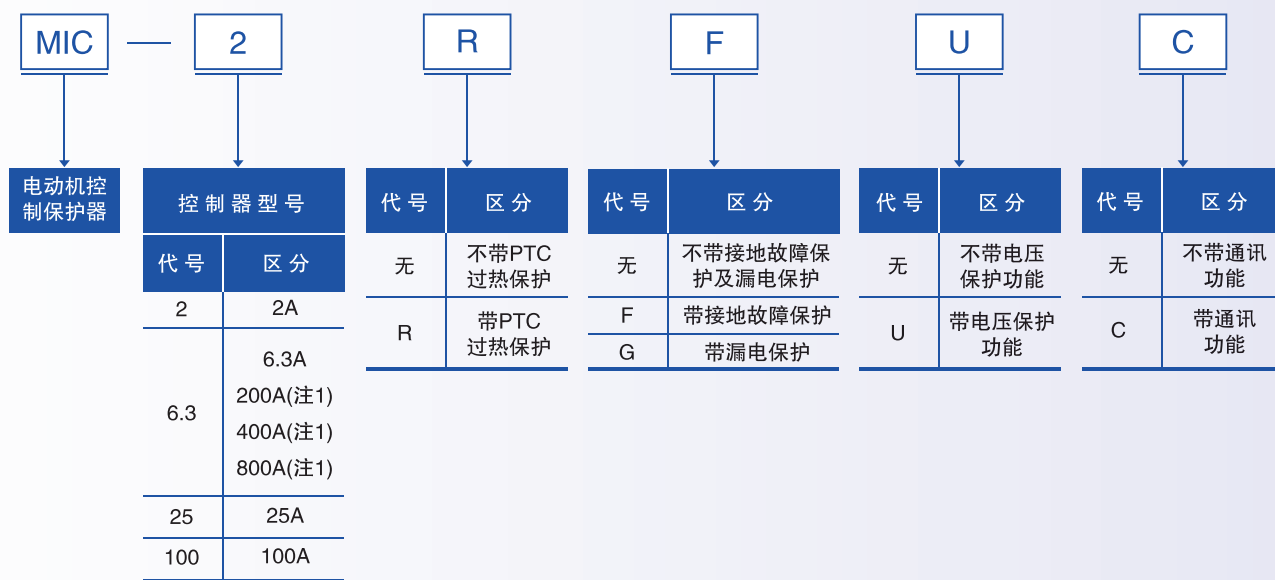 MIC — 2 R F U C
电动机控
制保护器
控制器型号
代号 区分
2 2A
6.3 6.3A
200A(注1)
400A(注1)
800A(注1)
25 25A
100 100A
代号 区分
无 不带PTC
过热保护
R 带PTC
过热保护
代号 区分
无 不带接地故障保
护及漏电保护
F 带接地故障保护
G 带漏电保护
代号 区分
无 不带电压
保护功能
U 带电压保护
功能
代号 区分
无 不带通讯
功能
C 带通讯
功能